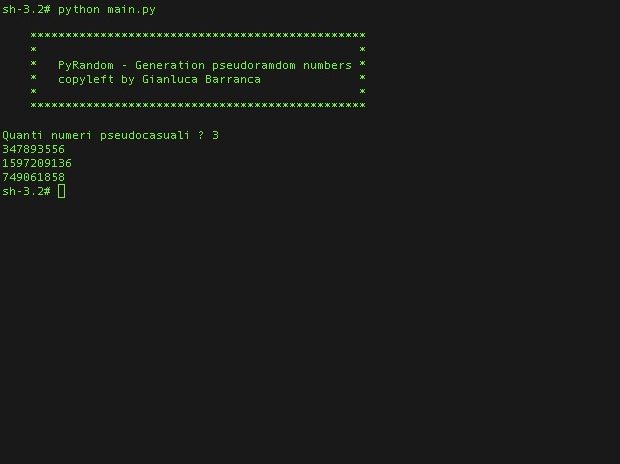 sh-3.2# python main.py
************************************************
*                                              *
*   PyRandom - Generation pseudoramdom numbers *
*   copyleft by Gianluca Barranca              *
*                                              *
************************************************
Quanti numeri pseudocasuali ? 3
347893556
1597209136
749061858
sh-3.2#